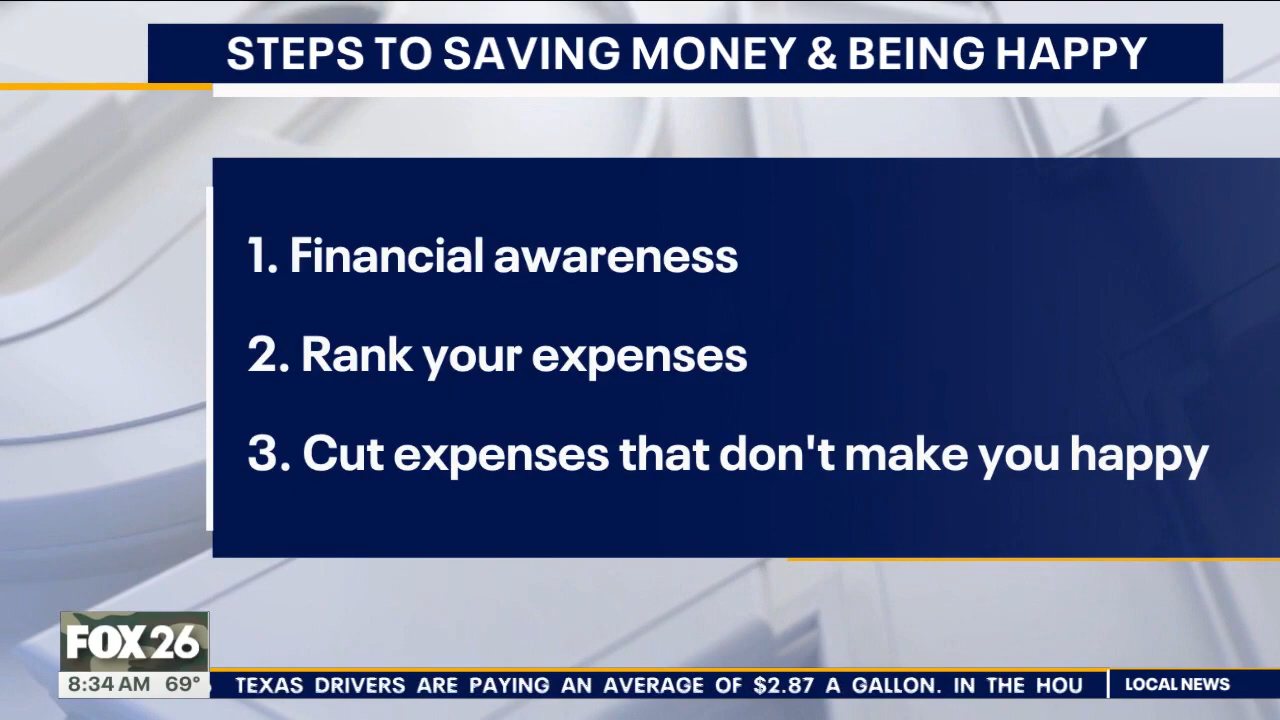 STEPS TO SAVING MONEY & BEING HAPPY
1. Financial awareness
2. Rank your expenses
3. Cut expenses that don't make you happy
FOX 26
8:34 AM 69°
TEXAS DRIVERS ARE PAYING AN AVERAGE OF $2.87 A GALLON. IN THE HOU
LOCAL NEWS